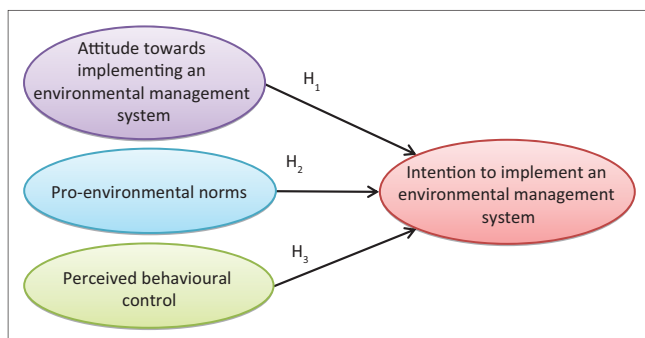 Attitude towards
implementing an
environmental management
system
H1
Pro-environmental norms
H2
Perceived behavioural
control
H3
Intention to implement an
environmental management
system